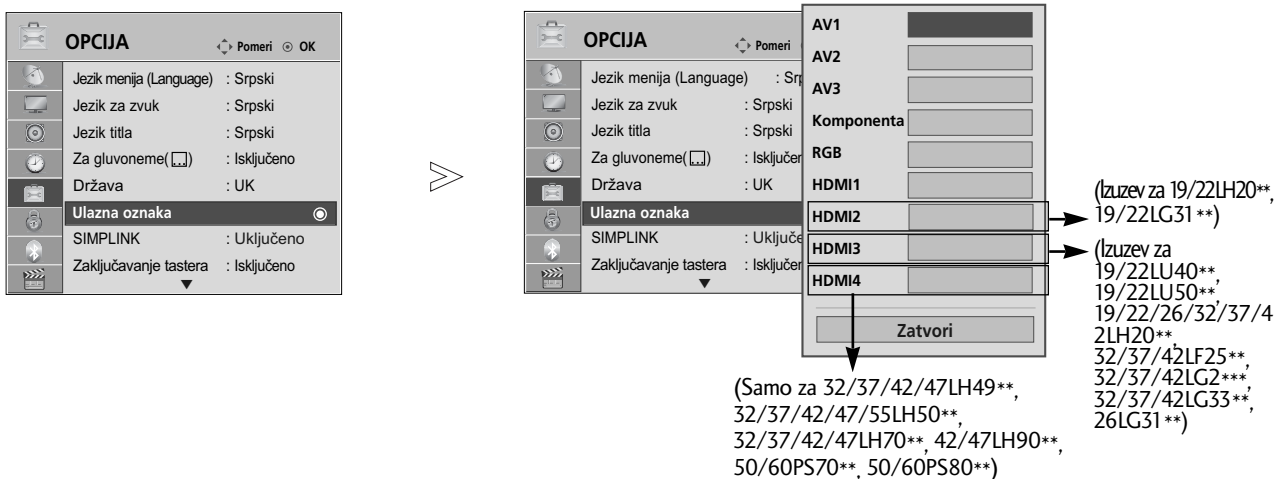 OPCIJA
Pomeri
OK
Jezik menija (Language) : Srpski
Jezik za zvuk : Srpski
Jezik titla : Srpski
Za gluvoneme( ) : Isključeno
Država : UK
Ulazna oznaka
SIMPLINK : Uključeno
Zaključavanje tastera : Isključeno
OPCIJA
Pomeri
Jezik menija (Language) : Srp
Jezik za zvuk : Srpski
Jezik titla : Srpski
Za gluvoneme( ) : Isključen
Država : UK
Ulazna oznaka
SIMPLINK : Uključe
Zaključavanje tastera : Isključen
AV1
AV2
AV3
Komponenta
RGB
HDMI1
HDMI2
HDMI3
HDMI4
Zatvori
(Izuzev za 19/22LH20**,
19/22LG31**)
(Izuzev za
19/22LU40**,
19/22LU50**,
19/22/26/32/37/4
2LH20**,
32/37/42LF25**,
32/37/42LG2***,
32/37/42LG33**,
26LG31**)
(Samo za 32/37/42/47LH49**,
32/37/42/47/55LH50**,
32/37/42/47LH70**, 42/47LH90**,
50/60PS70**, 50/60PS80**)